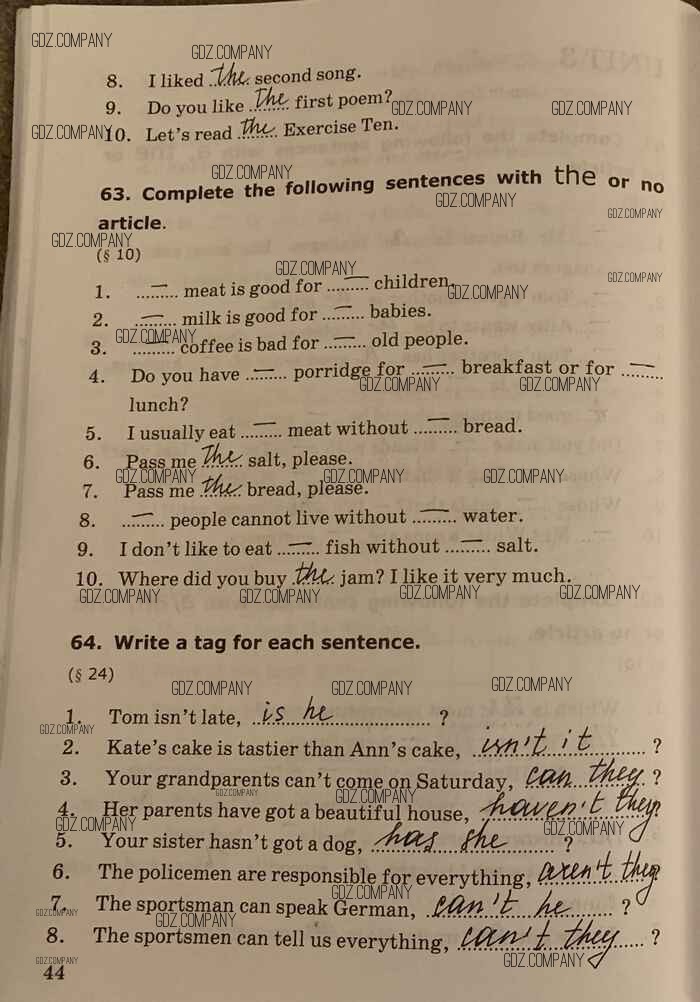 GDZ.COMPANY
GDZ.COMPANY
8. I liked ..the.. second song.
9. Do you like ..The.. first poem?
GDZ.COMPANY GDZ.COMPANY
GDZ.COMPANY
10. Let's read ..the.. Exercise Ten.
GDZ.COMPANY
63. Complete the following sentences with the or no
GDZ.COMPANY
GDZ.COMPANY
article.
GDZ.COMPANY
(§ 10)
GDZ.COMPANY GDZ.COMPANY
1. ..—.. meat is good for ..—.. children.
GDZ.COMPANY
2. ..—.. milk is good for ..—.. babies.
GDZ.COMPANY
3. ..—.. coffee is bad for ..—.. old people.
4. Do you have ..—.. porridge for ..—.. breakfast or for ..—..
GDZ.COMPANY GDZ.COMPANY
lunch?
5. I usually eat ..—.. meat without ..—.. bread.
6. Pass me ..The.. salt, please.
GDZ.COMPANY GDZ.COMPANY GDZ.COMPANY
7. Pass me ..the.. bread, please.
8. ..—.. people cannot live without ..—.. water.
9. I don't like to eat ..—.. fish without ..—.. salt.
10. Where did you buy ..the.. jam? I like it very much.
GDZ.COMPANY GDZ.COMPANY GDZ.COMPANY GDZ.COMPANY
64. Write a tag for each sentence.
(§ 24)
GDZ.COMPANY GDZ.COMPANY GDZ.COMPANY
1. Tom isn't late, ..is he.. ?
GDZ.COMPANY
2. Kate's cake is tastier than Ann's cake, ..isn't it.. ?
3. Your grandparents can't come on Saturday, ..can they.. ?
GDZ.COMPANY GDZ.COMPANY
4. Her parents have got a beautiful house, ..haven't they..?
GDZ.COMPANY GDZ.COMPANY
5. Your sister hasn't got a dog, ..has she.. ?
6. The policemen are responsible for everything, ..aren't they..?
GDZ.COMPANY
7. The sportsman can speak German, ..can't he.. ?
GDZ.COMPANY GDZ.COMPANY
8. The sportsmen can tell us everything, ..can't they.. ?
GDZ.COMPANY GDZ.COMPANY
44